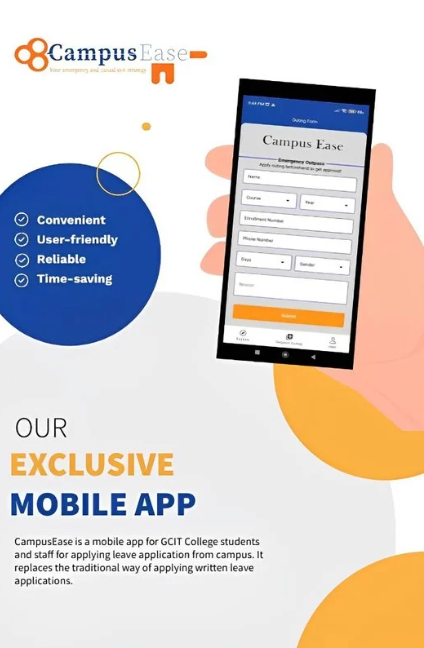 CampusEase
Your emergency and casual exit strategy
Convenient
User-friendly
Reliable
Time-saving
Outing Form
Campus Ease
Emergency Outpass
Apply outing beforehand to get approval!
Name
Course
Year
Enrollment Number
Phone Number
Dept
Gender
Reason
Submit
OUR
EXCLUSIVE
MOBILE APP
CampusEase is a mobile app for GCIT College students
and staff for applying leave application from campus. It
replaces the traditional way of applying written leave
applications.